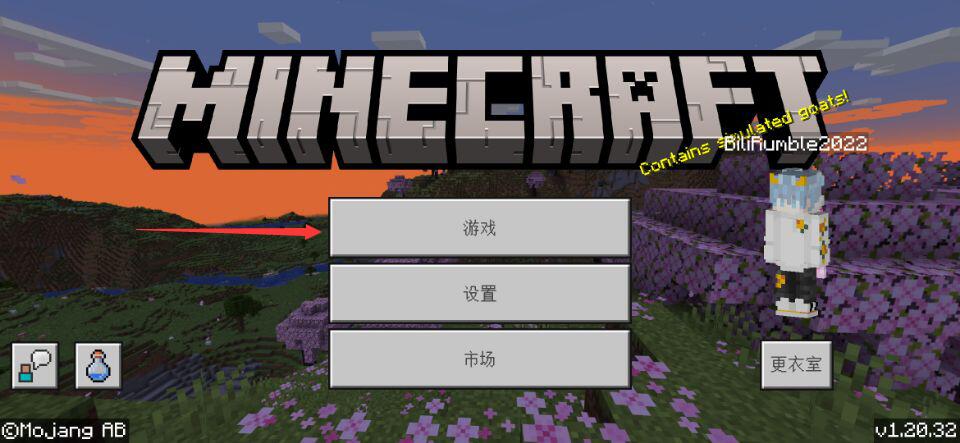 MINECRAFT
Contains simulated goats!
BiliRumble2022
游戏
设置
市场
更衣室
©Mojang AB
v1.20.32